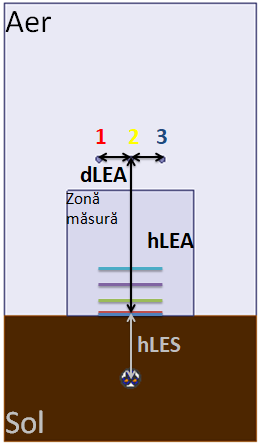 Aer
1 2 3
dLEA
Zonă
măsură
hLEA
hLES
Sol